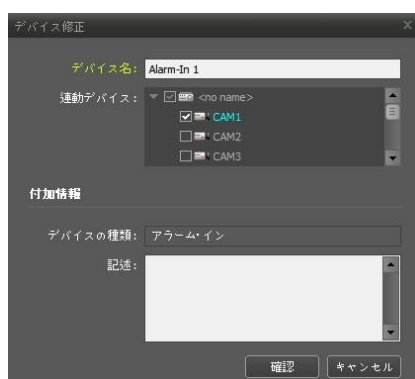 デバイス修正
デバイス名: Alarm-In 1
連動デバイス: <no name>
CAM1
CAM2
CAM3
付加情報
デバイスの種類: アラーム・イン
記述:
確認 キャンセル